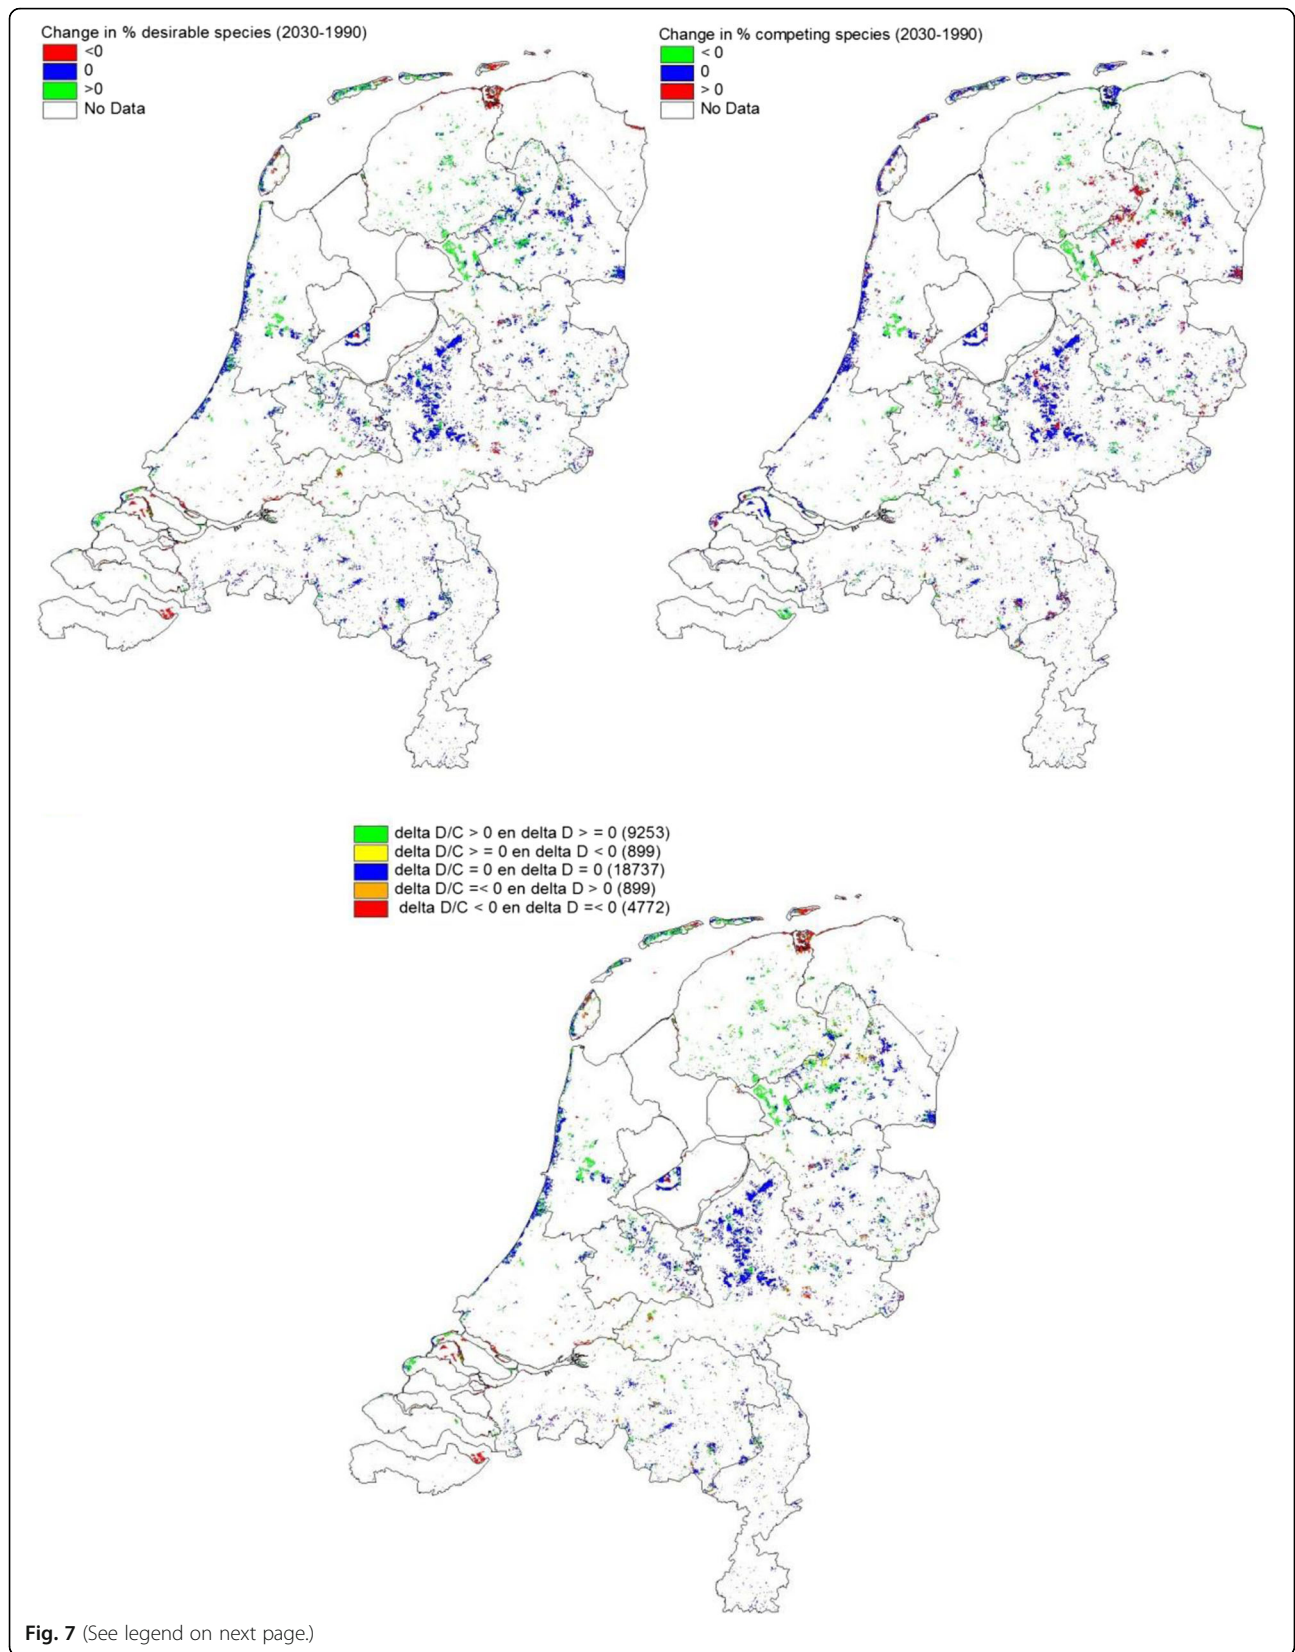 Change in % desirable species (2030-1990)
<0
0
>0
No Data
Change in % competing species (2030-1990)
< 0
0
> 0
No Data
delta D/C > 0 en delta D > = 0 (9253)
delta D/C > = 0 en delta D < 0 (899)
delta D/C = 0 en delta D = 0 (18737)
delta D/C =< 0 en delta D > 0 (899)
delta D/C < 0 en delta D =< 0 (4772)
Fig. 7 (See legend on next page.)